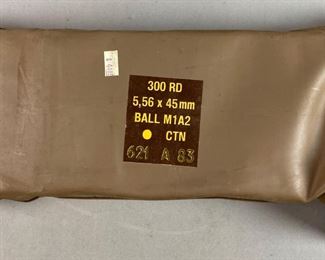 300 RD
5,56 x 45mm
BALL M1A2
CTN
621 A 83